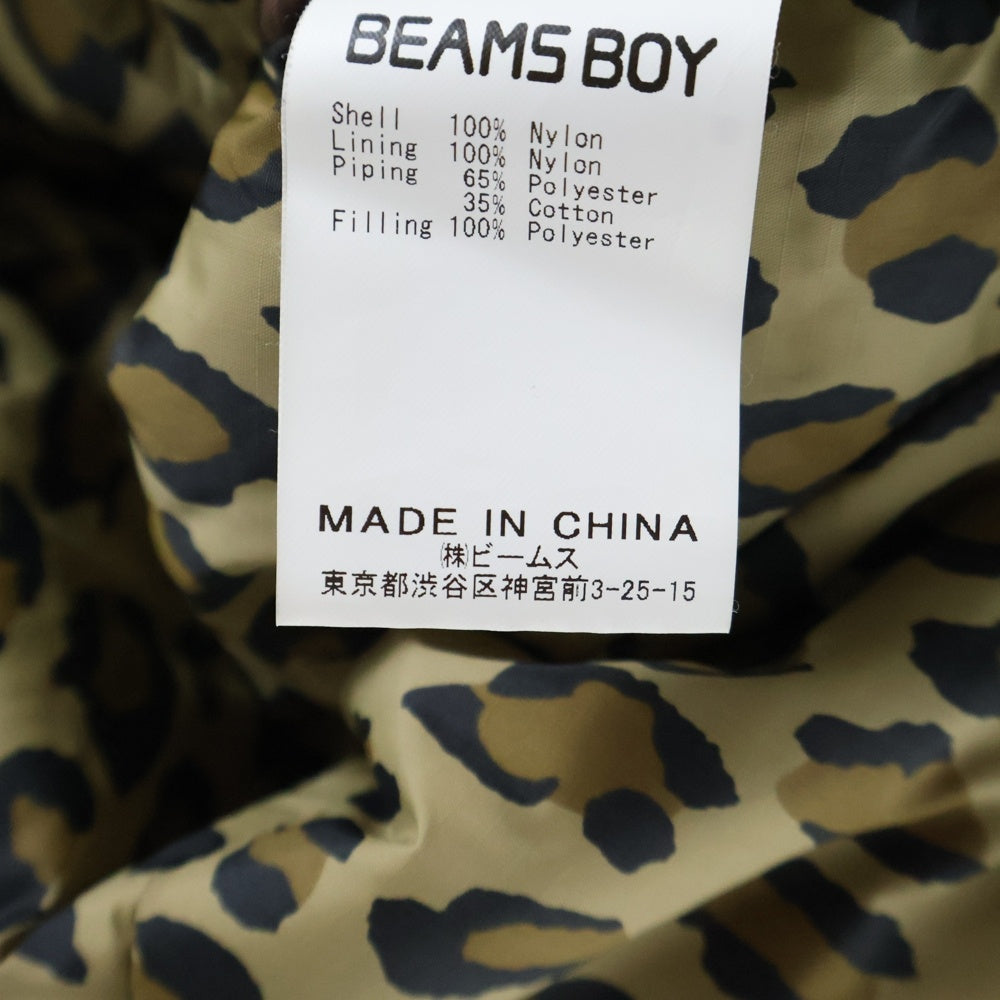 BEAMS BOY
Shell 100% Nylon
Lining 100% Nylon
Piping 65% Polyester
35% Cotton
Filling 100% Polyester
MADE IN CHINA
㈱ビームス
東京都渋谷区神宮前3-25-15